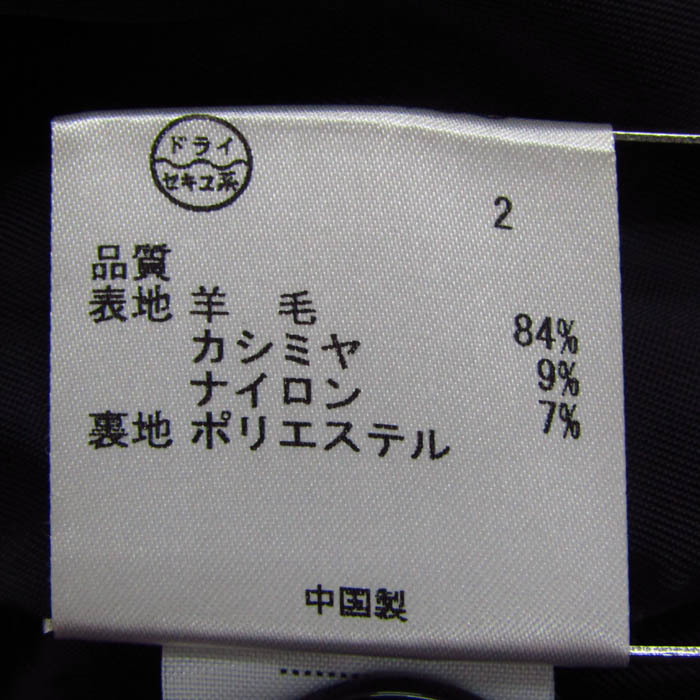 ドライ
セキユ系
2
品質
表地 羊 毛 84%
カシミヤ 9%
ナイロン 7%
裏地 ポリエステル
中国製